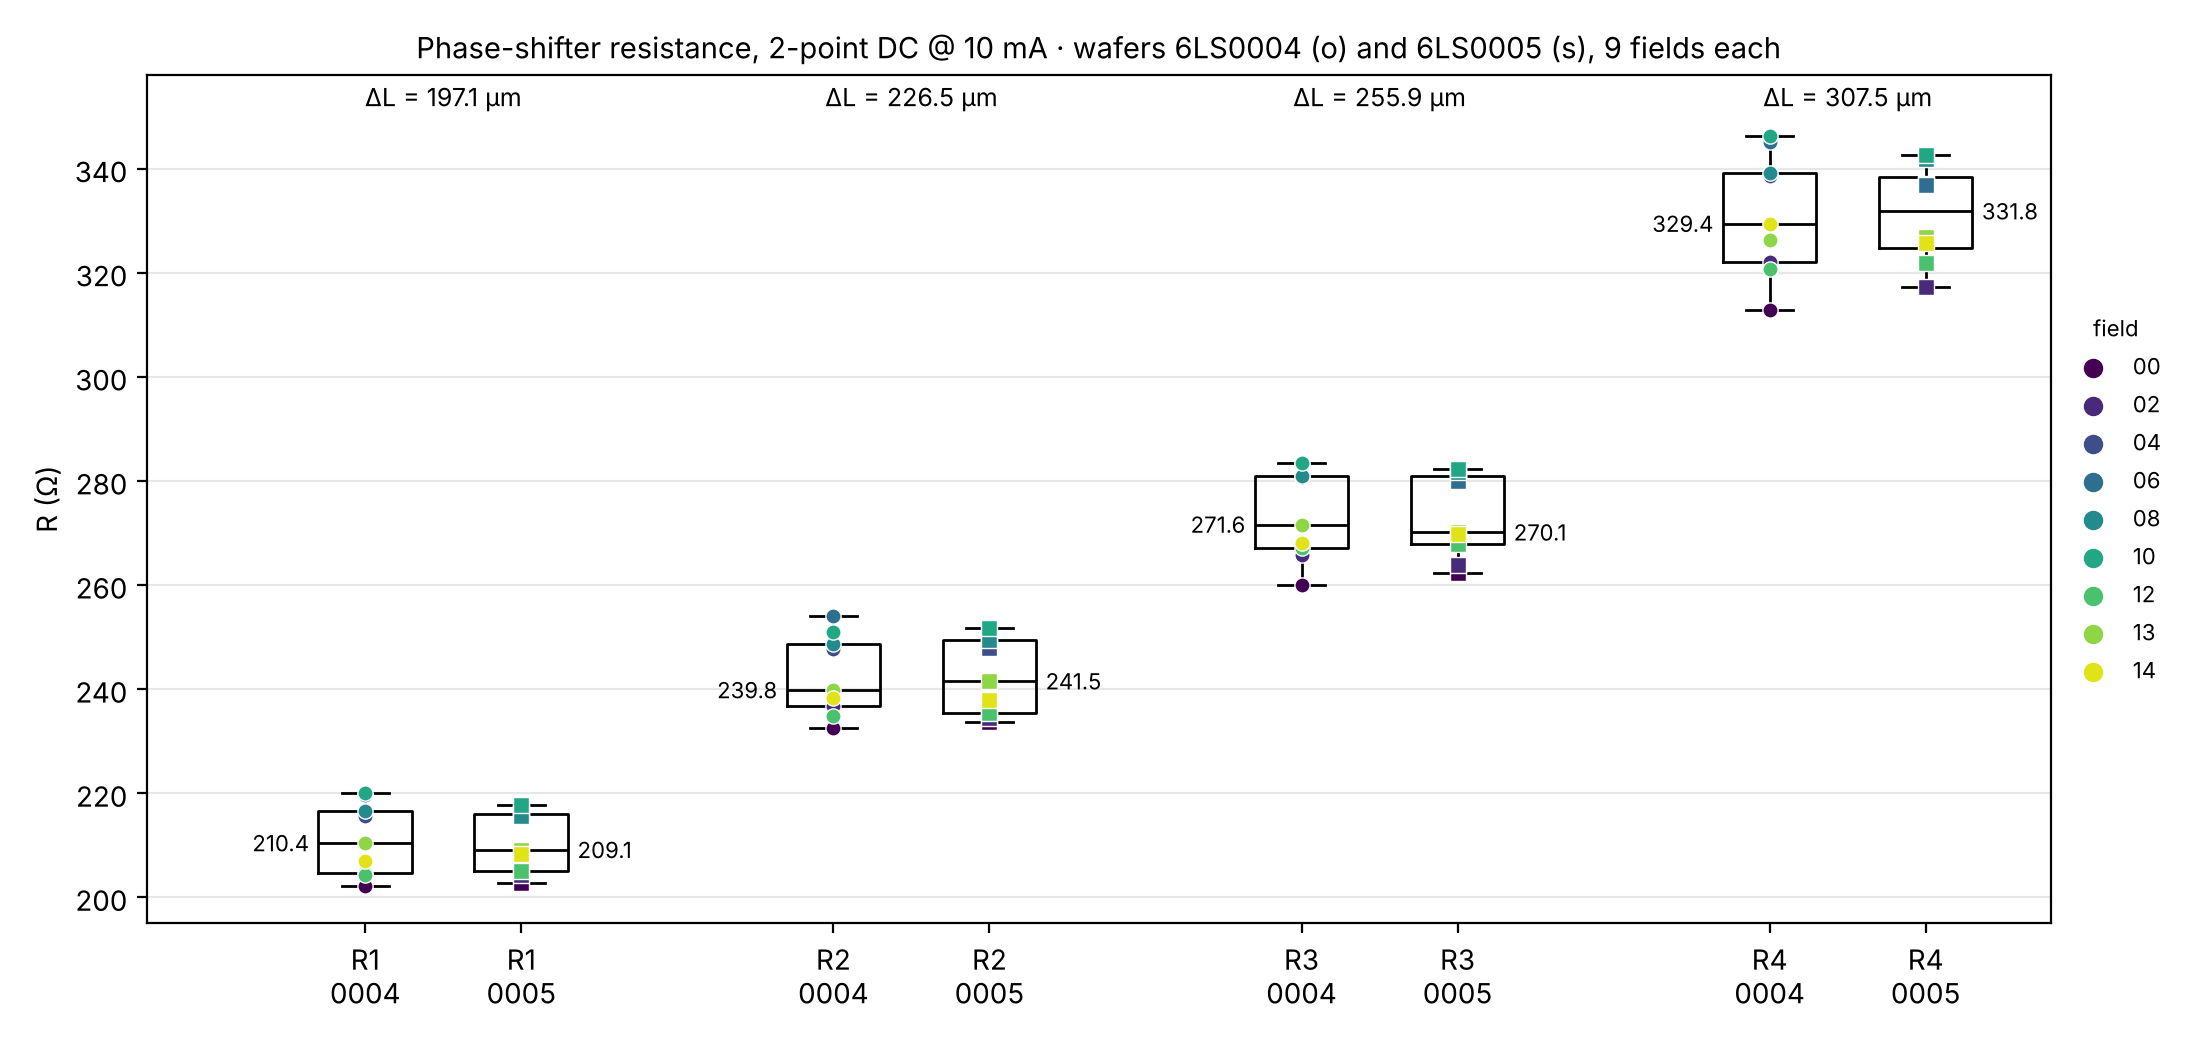 Phase-shifter resistance, 2-point DC @ 10 mA · wafers 6LS0004 (o) and 6LS0005 (s), 9 fields each
ΔL = 197.1 µm
ΔL = 226.5 µm
ΔL = 255.9 µm
ΔL = 307.5 µm
R (Ω)
340
320
300
280
260
240
220
200
210.4
209.1
239.8
241.5
271.6
270.1
329.4
331.8
R1
0004
R1
0005
R2
0004
R2
0005
R3
0004
R3
0005
R4
0004
R4
0005
field
00
02
04
06
08
10
12
13
14